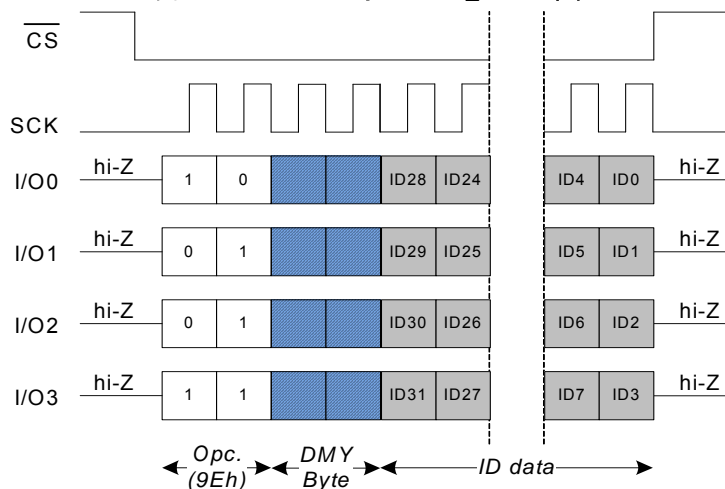 CS
SCK
I/O0 hi-Z 1 0 ID28 ID24 ID4 ID0 hi-Z
I/O1 hi-Z 0 1 ID29 ID25 ID5 ID1 hi-Z
I/O2 hi-Z 0 1 ID30 ID26 ID6 ID2 hi-Z
I/O3 hi-Z 1 1 ID31 ID27 ID7 ID3 hi-Z
Opc. DMY ID data
(9Eh) Byte